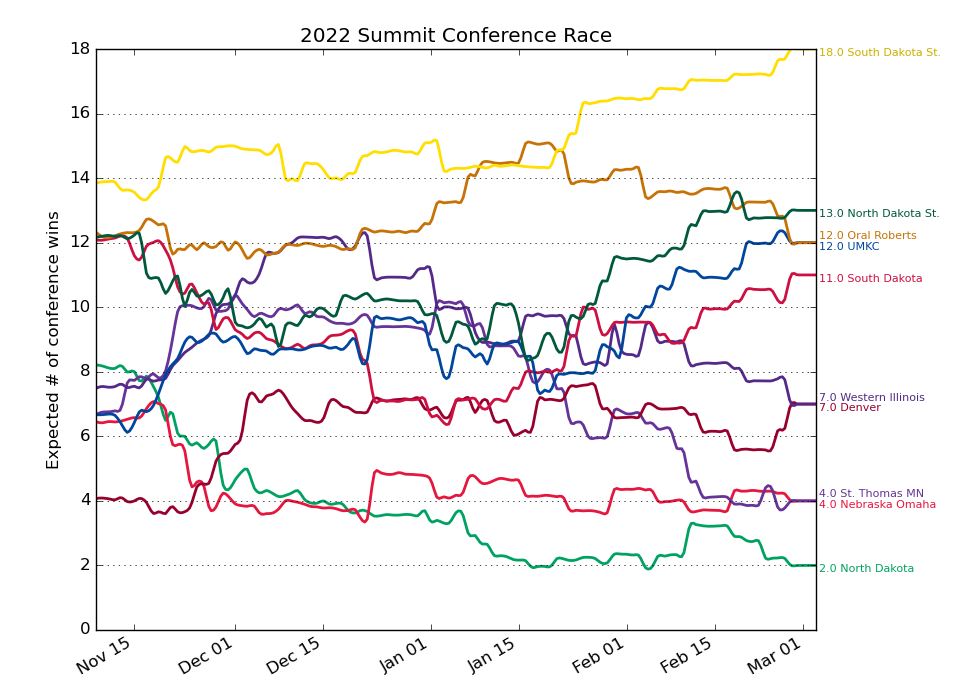 2022 Summit Conference Race
Expected # of conference wins
18
16
14
12
10
8
6
4
2
0
Nov 15
Dec 01
Dec 15
Jan 01
Jan 15
Feb 01
Feb 15
Mar 01
18.0 South Dakota St.
13.0 North Dakota St.
12.0 Oral Roberts
12.0 UMKC
11.0 South Dakota
7.0 Western Illinois
7.0 Denver
4.0 St. Thomas MN
4.0 Nebraska Omaha
2.0 North Dakota